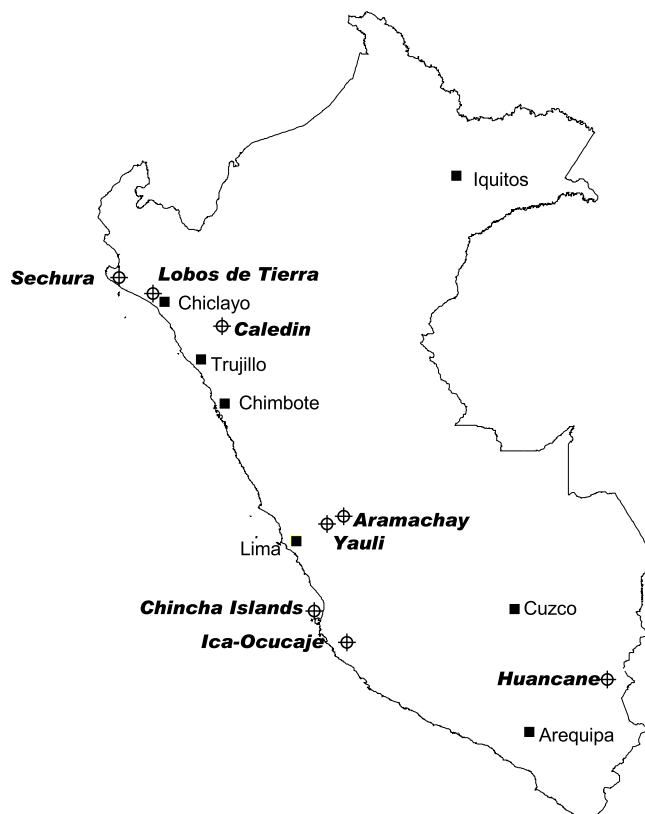 Iquitos
Lobos de Tierra
Sechura
Chiclayo
Caledin
Trujillo
Chimbote
Aramachay
Yauli
Lima
Chincha Islands
Cuzco
Ica-Ocucaje
Huancane
Arequipa